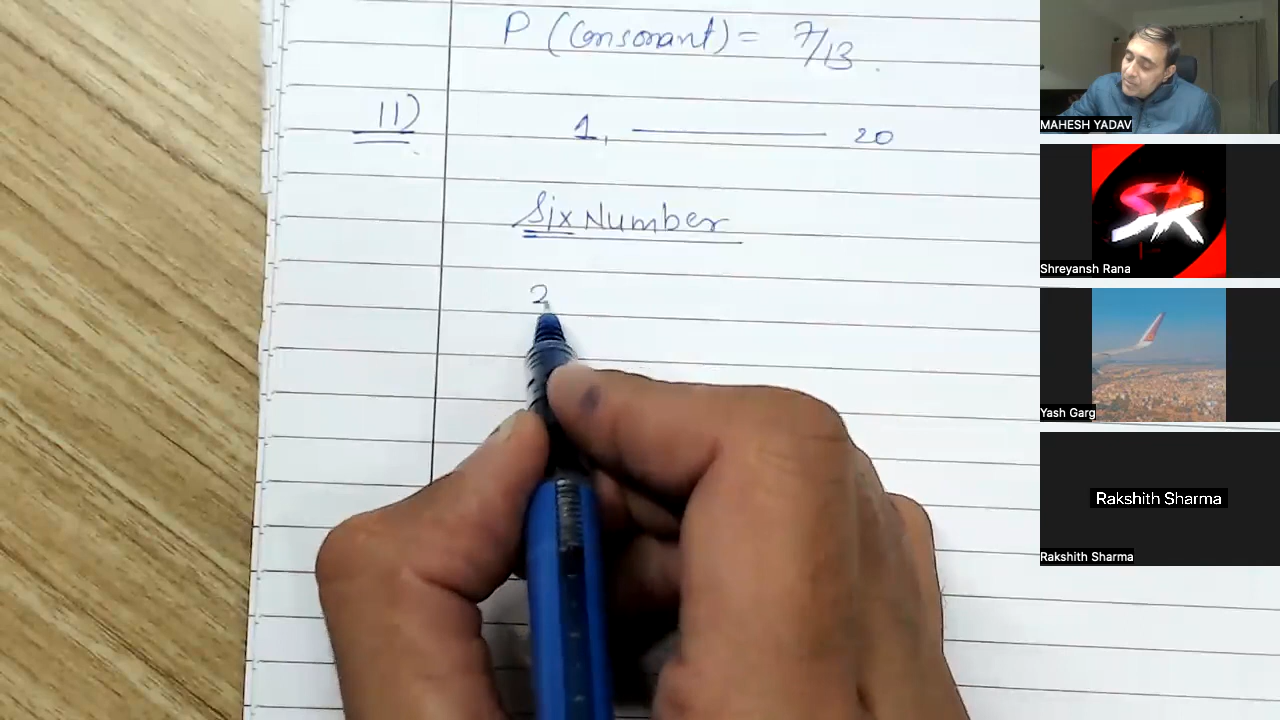 P (Consonant) = 7/13.
11) 1, ———— 20
Six Number
2
MAHESH YADAV
SR
Shreyansh Rana
Yash Garg
Rakshith Sharma
Rakshith Sharma